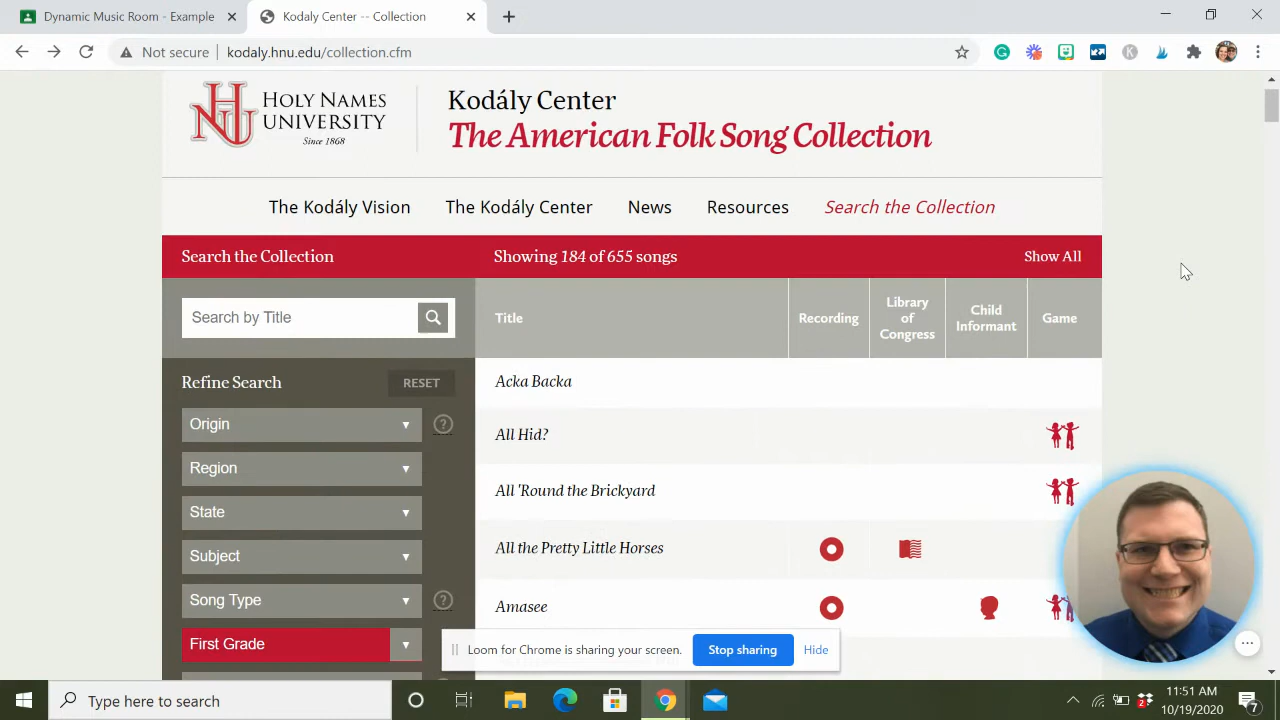 Dynamic Music Room - Example
Kodaly Center -- Collection
Not secure
kodaly.hnu.edu/collection.cfm
HOLY NAMES
UNIVERSITY
Since 1868
Kodály Center
The American Folk Song Collection
The Kodály Vision
The Kodály Center
News
Resources
Search the Collection
Search the Collection
Showing 184 of 655 songs
Show All
Search by Title
Title
Recording
Library
of
Congress
Child
Informant
Game
Refine Search
RESET
Origin
Region
State
Subject
Song Type
First Grade
Acka Backa
All Hid?
All 'Round the Brickyard
All the Pretty Little Horses
Amasee
Loom for Chrome is sharing your screen.
Stop sharing
Hide
Type here to search
11:51 AM
10/19/2020
2
7